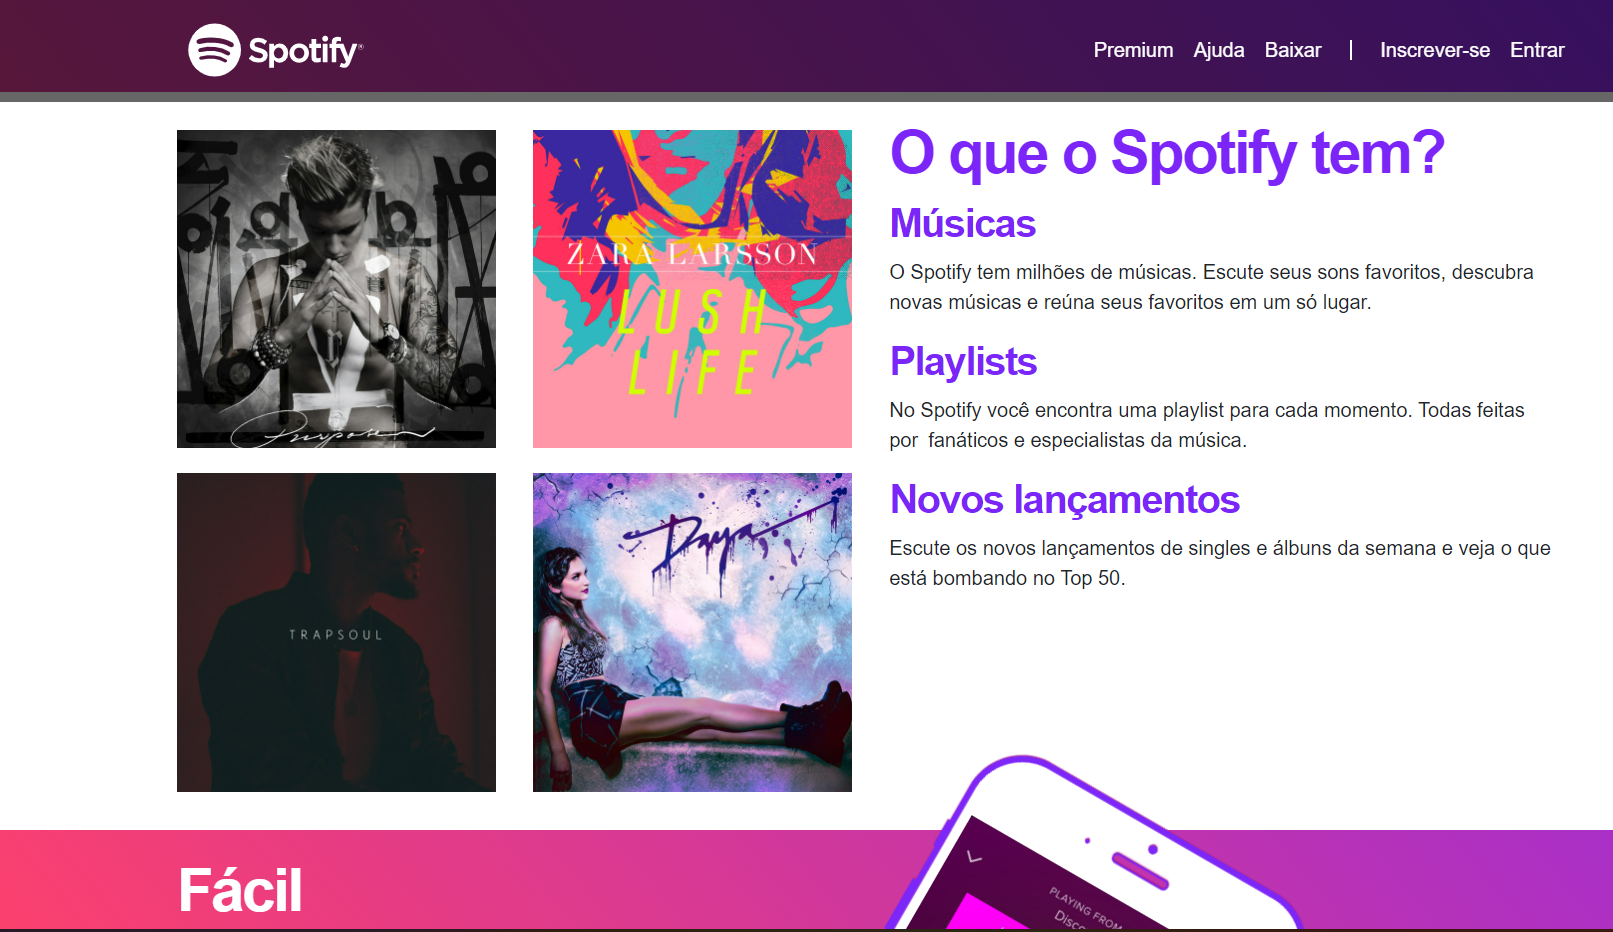 Spotify®
Premium Ajuda Baixar | Inscrever-se Entrar
Purpose
ZARA LARSSON
LUSH
LIFE
TRAPSOUL
Daya
O que o Spotify tem?
Músicas
O Spotify tem milhões de músicas. Escute seus sons favoritos, descubra
novas músicas e reúna seus favoritos em um só lugar.
Playlists
No Spotify você encontra uma playlist para cada momento. Todas feitas
por fanáticos e especialistas da música.
Novos lançamentos
Escute os novos lançamentos de singles e álbuns da semana e veja o que
está bombando no Top 50.
Fácil
PLAYING FROM